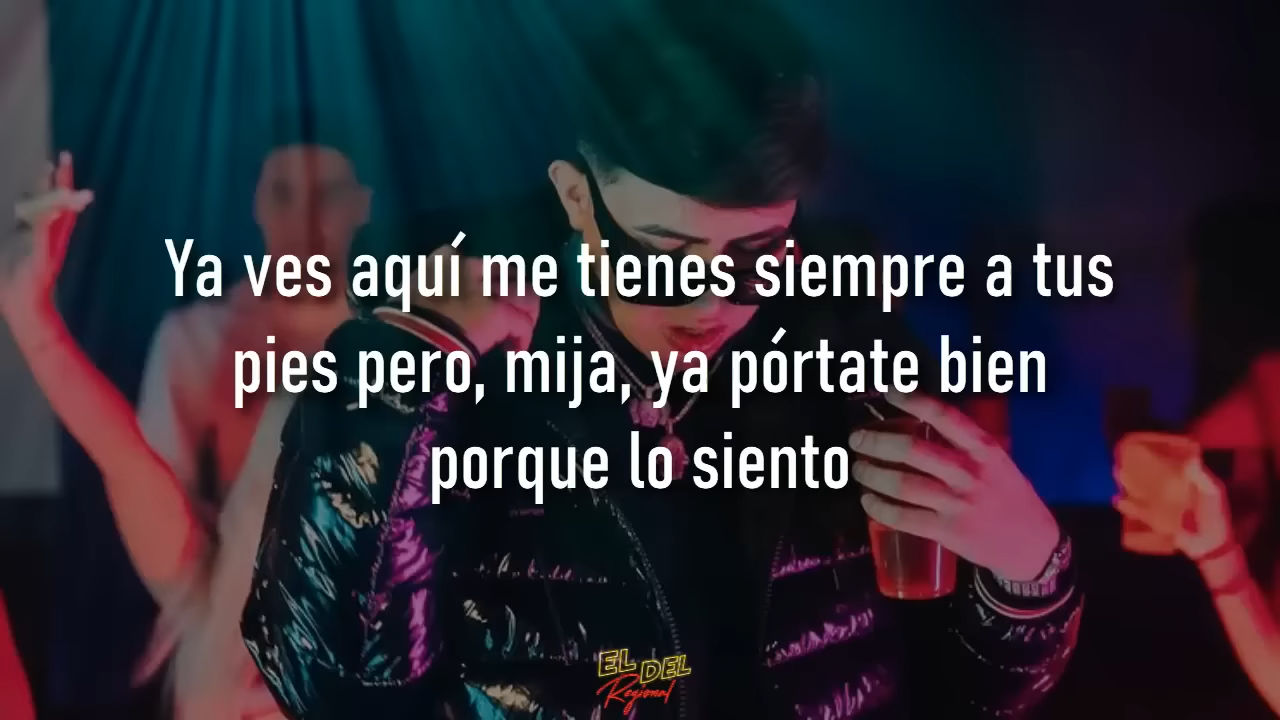 Ya ves aquí me tienes siempre a tus
pies pero, mija, ya pórtate bien
porque lo siento
EL DEL
Regional